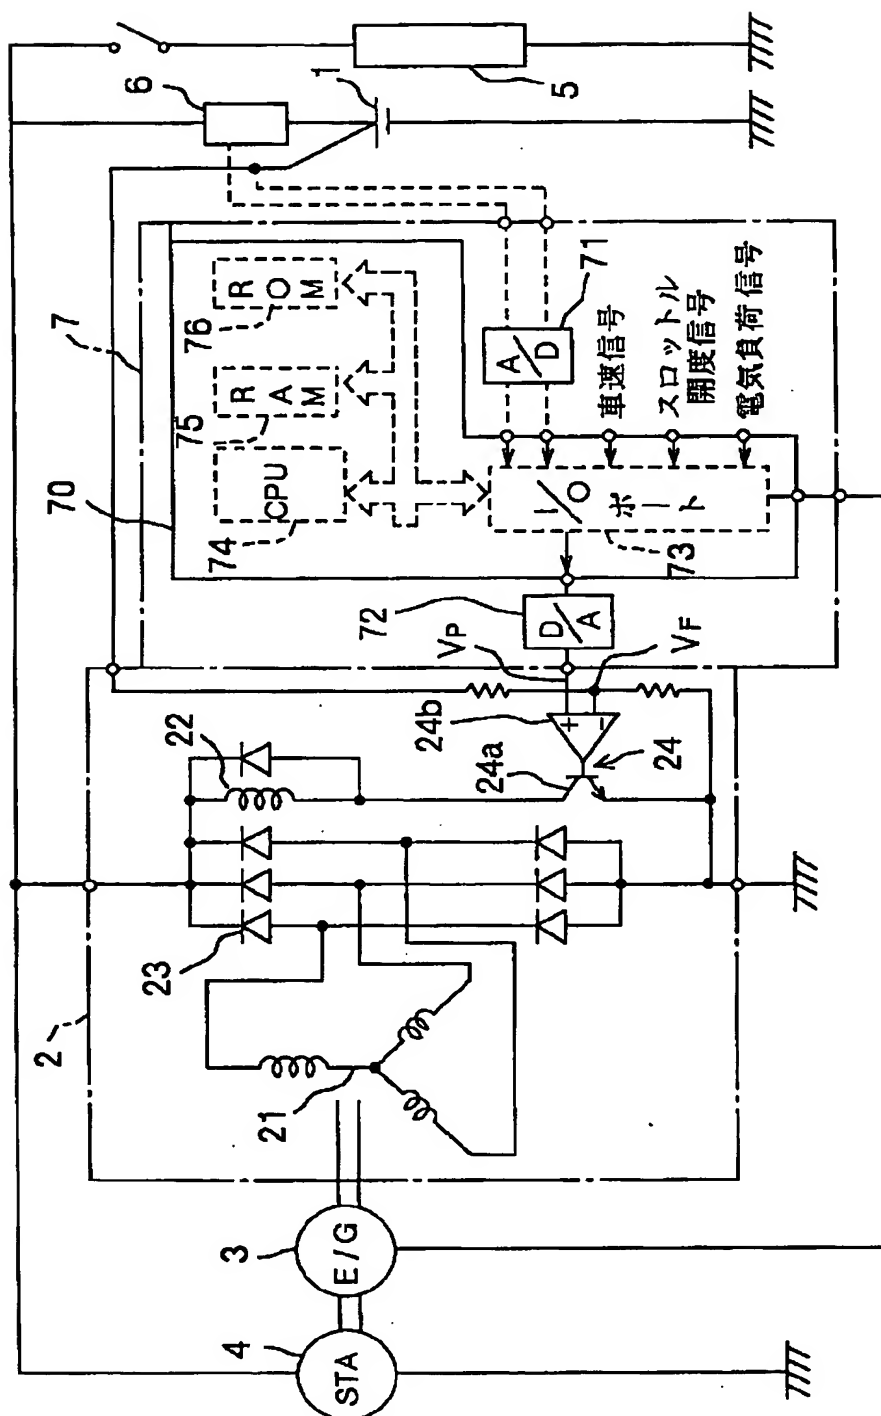 6
1
5
7
70
76
R
O
M
75
R
A
M
74
CPU
A/D
71
車速信号
スロットル
開度信号
電気負荷信号
I/O
ポート
73
72
D/A
VP
VF
22
24b
+
-
24a
24
23
2
21
3
E/G
4
STA